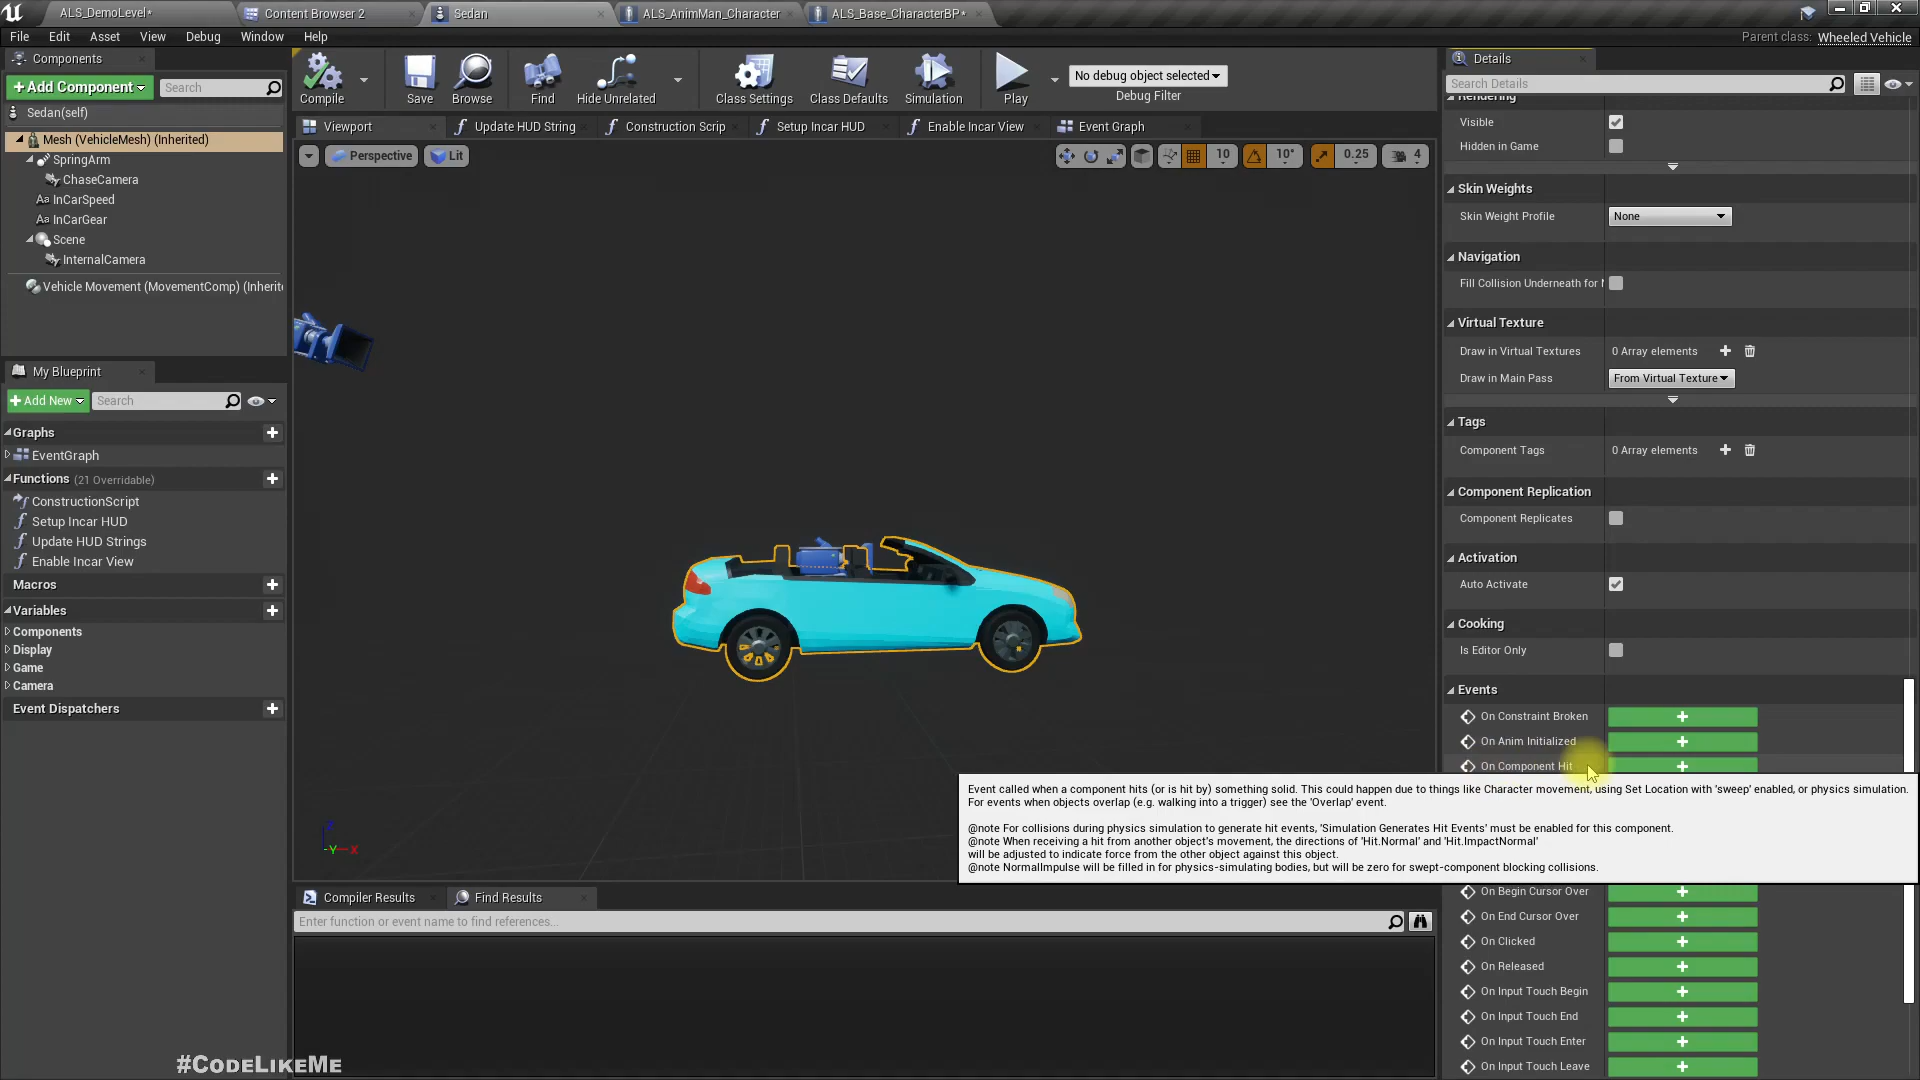 ALS_DemoLevel*
Content Browser 2
Sedan
ALS_AnimMan_Character
ALS_Base_CharacterBP*
File
Edit
Asset
View
Debug
Window
Help
Parent class: Wheeled Vehicle
Components
+Add Component
Search
Sedan(self)
Mesh (VehicleMesh) (Inherited)
SpringArm
ChaseCamera
InCarSpeed
InCarGear
Scene
InternalCamera
Vehicle Movement (MovementComp) (Inherit
My Blueprint
+Add New
Search
Graphs
EventGraph
Functions (21 Overridable)
ConstructionScript
Setup Incar HUD
Update HUD Strings
Enable Incar View
Macros
Variables
Components
Display
Game
Camera
Event Dispatchers
Compile
Save
Browse
Find
Hide Unrelated
Class Settings
Class Defaults
Simulation
Play
No debug object selected
Debug Filter
Viewport
Update HUD String
Construction Scrip
Setup Incar HUD
Enable Incar View
Event Graph
Perspective
Lit
10
10°
0.25
4
Z
Y
X
Compiler Results
Find Results
Enter function or event name to find references...
Details
Search Details
Rendering
Visible
Hidden in Game
Skin Weights
Skin Weight Profile
None
Navigation
Fill Collision Underneath for N
Virtual Texture
Draw in Virtual Textures
0 Array elements
Draw in Main Pass
From Virtual Texture
Tags
Component Tags
0 Array elements
Component Replication
Component Replicates
Activation
Auto Activate
Cooking
Is Editor Only
Events
On Constraint Broken
On Anim Initialized
On Component Hit
Event called when a component hits (or is hit by) something solid. This could happen due to things like Character movement, using Set Location with 'sweep' enabled, or physics simulation.
For events when objects overlap (e.g. walking into a trigger) see the 'Overlap' event.
@note For collisions during physics simulation to generate hit events, 'Simulation Generates Hit Events' must be enabled for this component.
@note When receiving a hit from another object's movement, the directions of 'Hit.Normal' and 'Hit.ImpactNormal'
will be adjusted to indicate force from the other object against this object.
@note NormalImpulse will be filled in for physics-simulating bodies, but will be zero for swept-component blocking collisions.
On Begin Cursor Over
On End Cursor Over
On Clicked
On Released
On Input Touch Begin
On Input Touch End
On Input Touch Enter
On Input Touch Leave
#CodeLikeMe